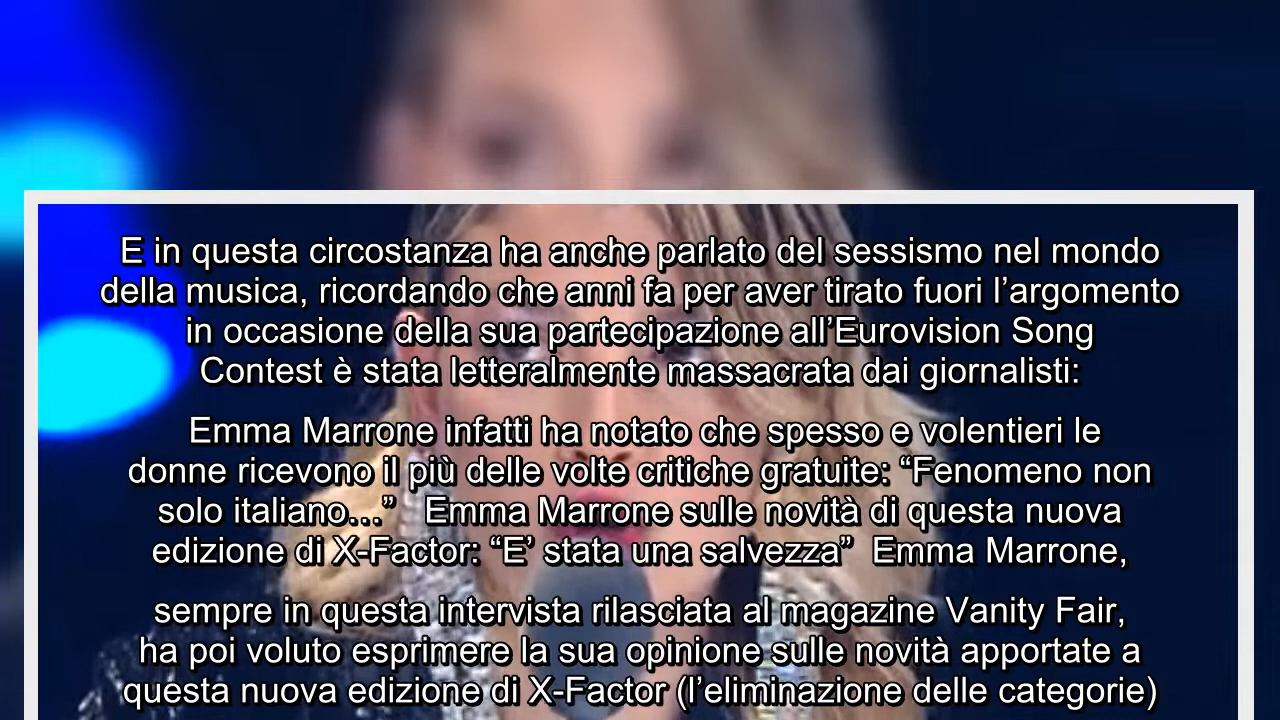 E in questa circostanza ha anche parlato del sessismo nel mondo
della musica, ricordando che anni fa per aver tirato fuori l’argomento
in occasione della sua partecipazione all’Eurovision Song
Contest è stata letteralmente massacrata dai giornalisti:
Emma Marrone infatti ha notato che spesso e volentieri le
donne ricevono il più delle volte critiche gratuite: “Fenomeno non
solo italiano...”   Emma Marrone sulle novità di questa nuova
edizione di X-Factor: “E’ stata una salvezza”  Emma Marrone,
sempre in questa intervista rilasciata al magazine Vanity Fair,
ha poi voluto esprimere la sua opinione sulle novità apportate a
questa nuova edizione di X-Factor (l’eliminazione delle categorie)